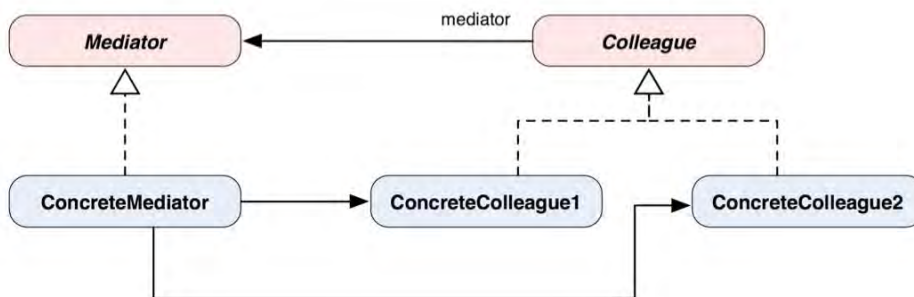 mediator
Mediator
Colleague
ConcreteMediator
ConcreteColleague1
ConcreteColleague2